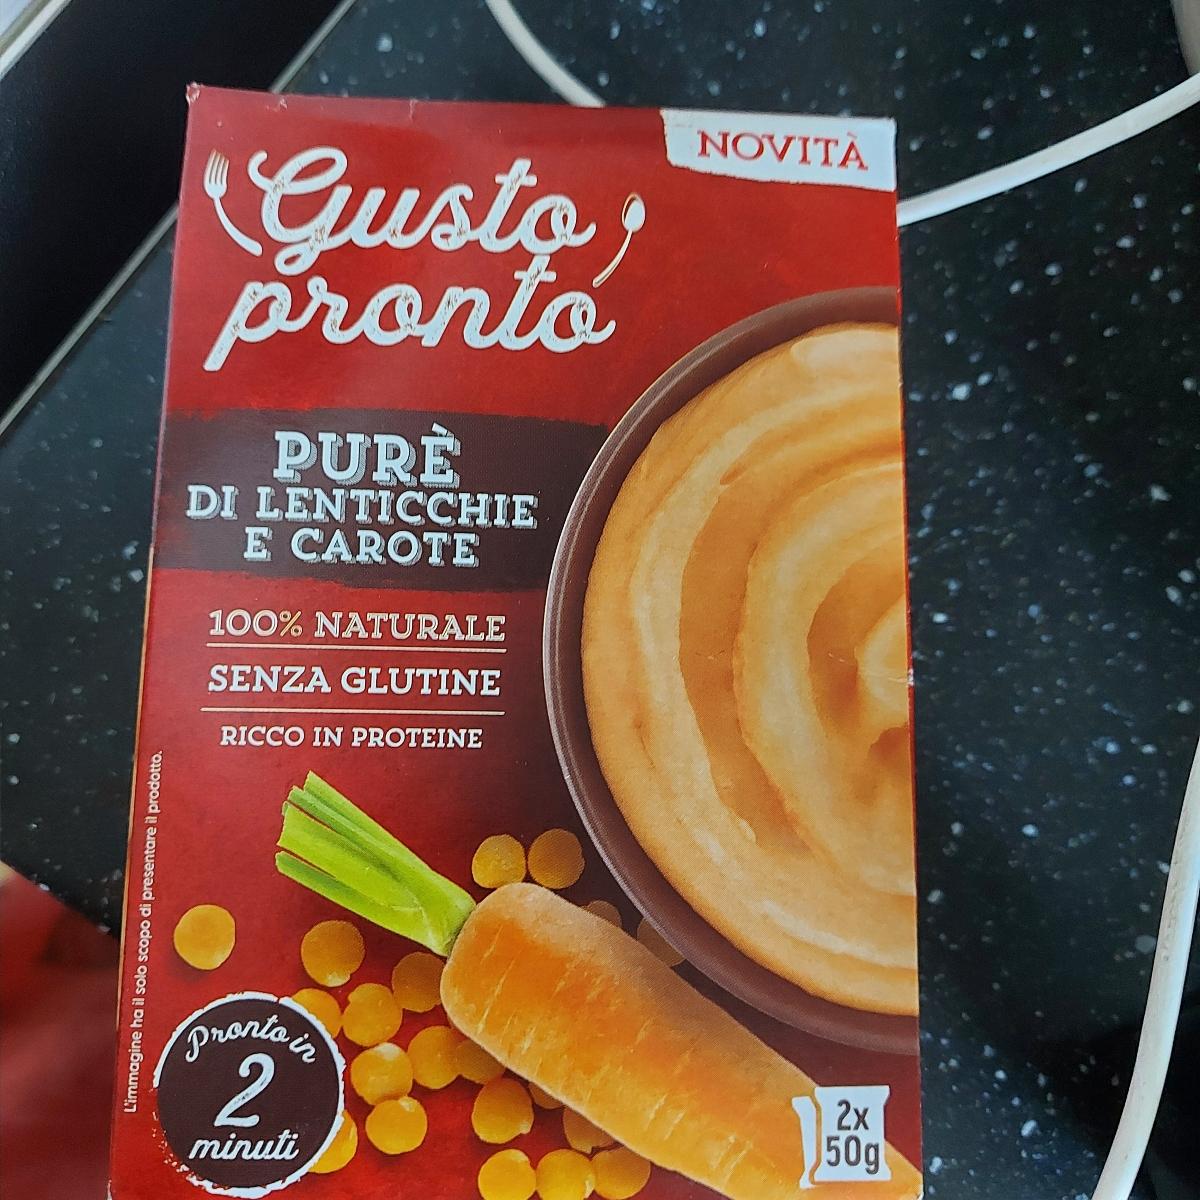 NOVITÀ
Gusto
pronto
PURÈ
DI LENTICCHIE
E CAROTE
100% NATURALE
SENZA GLUTINE
RICCO IN PROTEINE
L'immagine ha il solo scopo di presentare il prodotto.
Pronto in
2
minuti
2x
50g